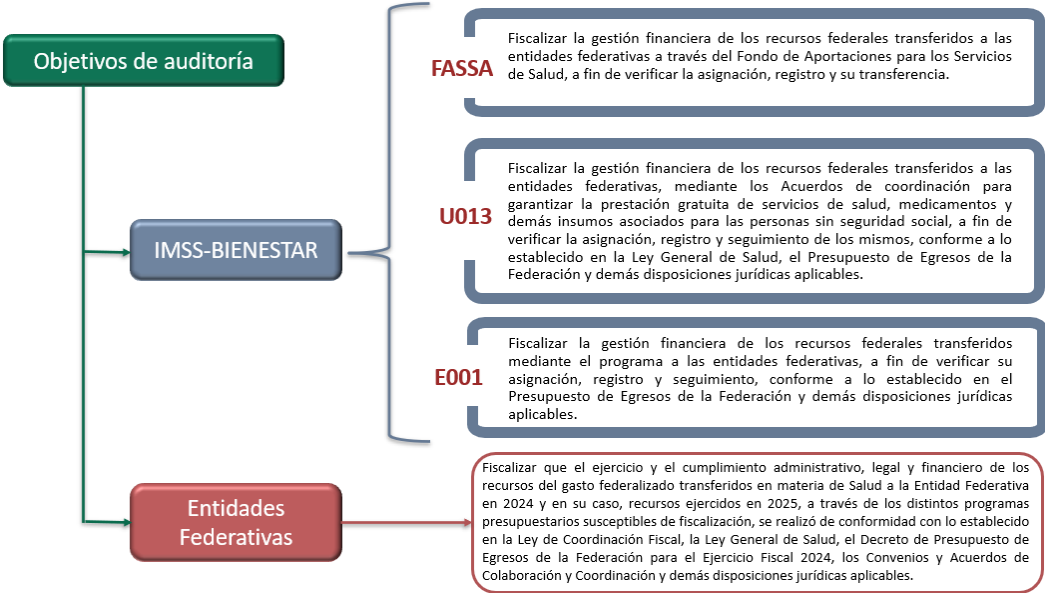 Objetivos de auditoría
FASSA
Fiscalizar la gestión financiera de los recursos federales transferidos a las
entidades federativas a través del Fondo de Aportaciones para los Servicios
de Salud, a fin de verificar la asignación, registro y su transferencia.
IMSS-BIENESTAR
U013
Fiscalizar la gestión financiera de los recursos federales transferidos a las
entidades federativas, mediante los Acuerdos de coordinación para
garantizar la prestación gratuita de servicios de salud, medicamentos y
demás insumos asociados para las personas sin seguridad social, a fin de
verificar la asignación, registro y seguimiento de los mismos, conforme a lo
establecido en la Ley General de Salud, el Presupuesto de Egresos de la
Federación y demás disposiciones jurídicas aplicables.
E001
Fiscalizar la gestión financiera de los recursos federales transferidos
mediante el programa a las entidades federativas, a fin de verificar su
asignación, registro y seguimiento, conforme a lo establecido en el
Presupuesto de Egresos de la Federación y demás disposiciones jurídicas
aplicables.
Entidades
Federativas
Fiscalizar que el ejercicio y el cumplimiento administrativo, legal y financiero de los
recursos del gasto federalizado transferidos en materia de Salud a la Entidad Federativa
en 2024 y en su caso, recursos ejercidos en 2025, a través de los distintos programas
presupuestarios susceptibles de fiscalización, se realizó de conformidad con lo establecido
en la Ley de Coordinación Fiscal, la Ley General de Salud, el Decreto de Presupuesto de
Egresos de la Federación para el Ejercicio Fiscal 2024, los Convenios y Acuerdos de
Colaboración y Coordinación y demás disposiciones jurídicas aplicables.